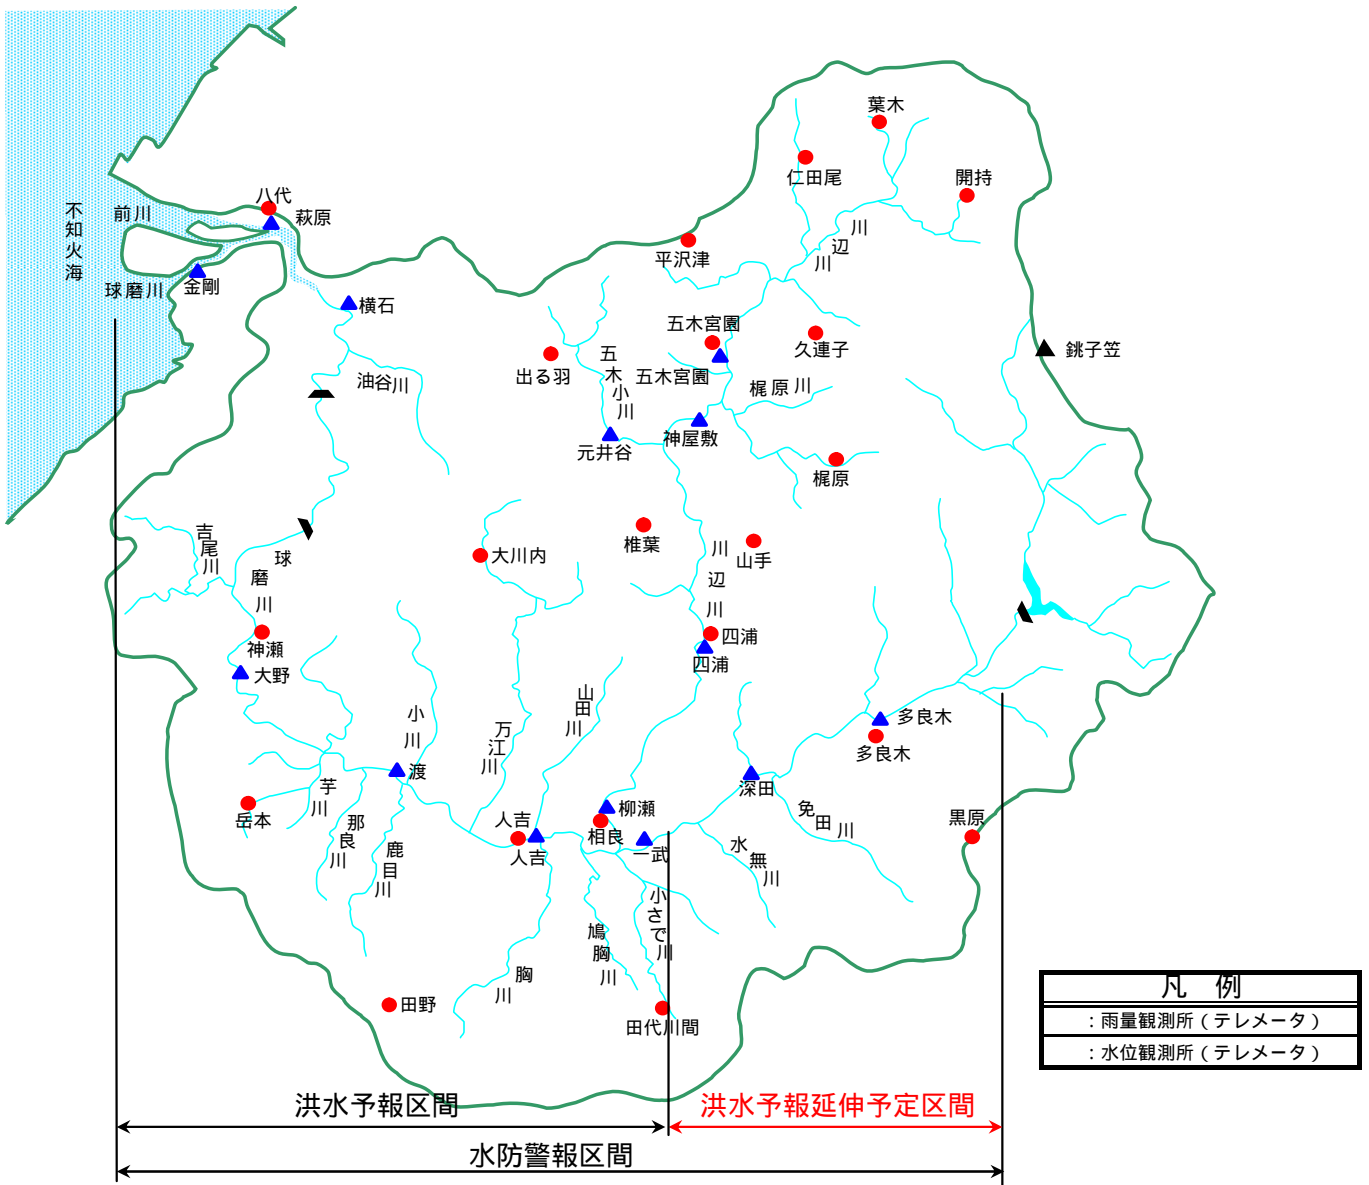 葉木
仁田尾
開持
八代
萩原
前川
不知火海
金剛
球磨川
横石
平沢津
川辺川
五木宮園
五木宮園
久連子
銚子笠
出る羽
五木小川
油谷川
梶原川
元井谷
神屋敷
梶原
吉尾川
球磨川
大川内
椎葉
山手
川辺川
神瀬
大野
四浦
四浦
小川
万江川
山田川
多良木
多良木
渡
芋川
岳本
那良川
鹿目川
人吉
人吉
柳瀬
相良
一武
深田
免田川
水無川
黒原
小さで川
鳩胸川
胸川
田野
田代川間
凡 例
:雨量観測所(テレメータ)
:水位観測所(テレメータ)
洪水予報区間
洪水予報延伸予定区間
水防警報区間